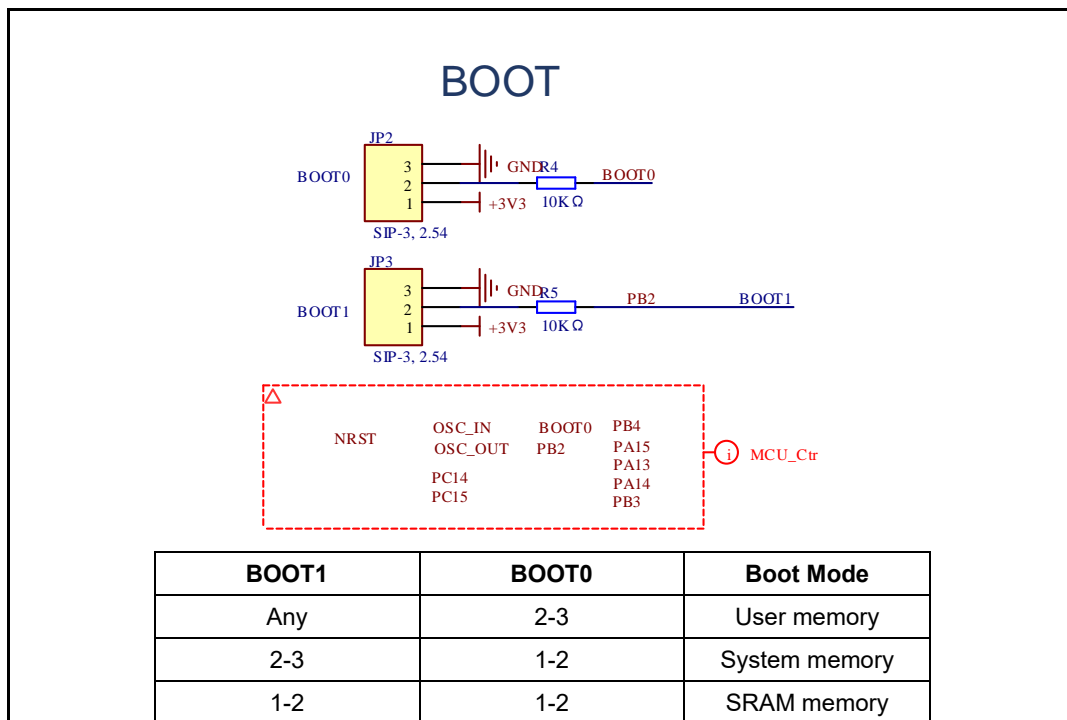 BOOT
JP2
BOOT0
3
GND
R4
BOOT0
2
1
+3V3
10KΩ
SIP-3, 2.54
JP3
BOOT1
3
GND
R5
PB2
BOOT1
2
1
+3V3
10KΩ
SIP-3, 2.54
NRST
OSC_IN
OSC_OUT
PC14
PC15
BOOT0
PB2
PB4
PA15
PA13
PA14
PB3
i
MCU_Ctr
BOOT1 BOOT0 Boot Mode
Any 2-3 User memory
2-3 1-2 System memory
1-2 1-2 SRAM memory